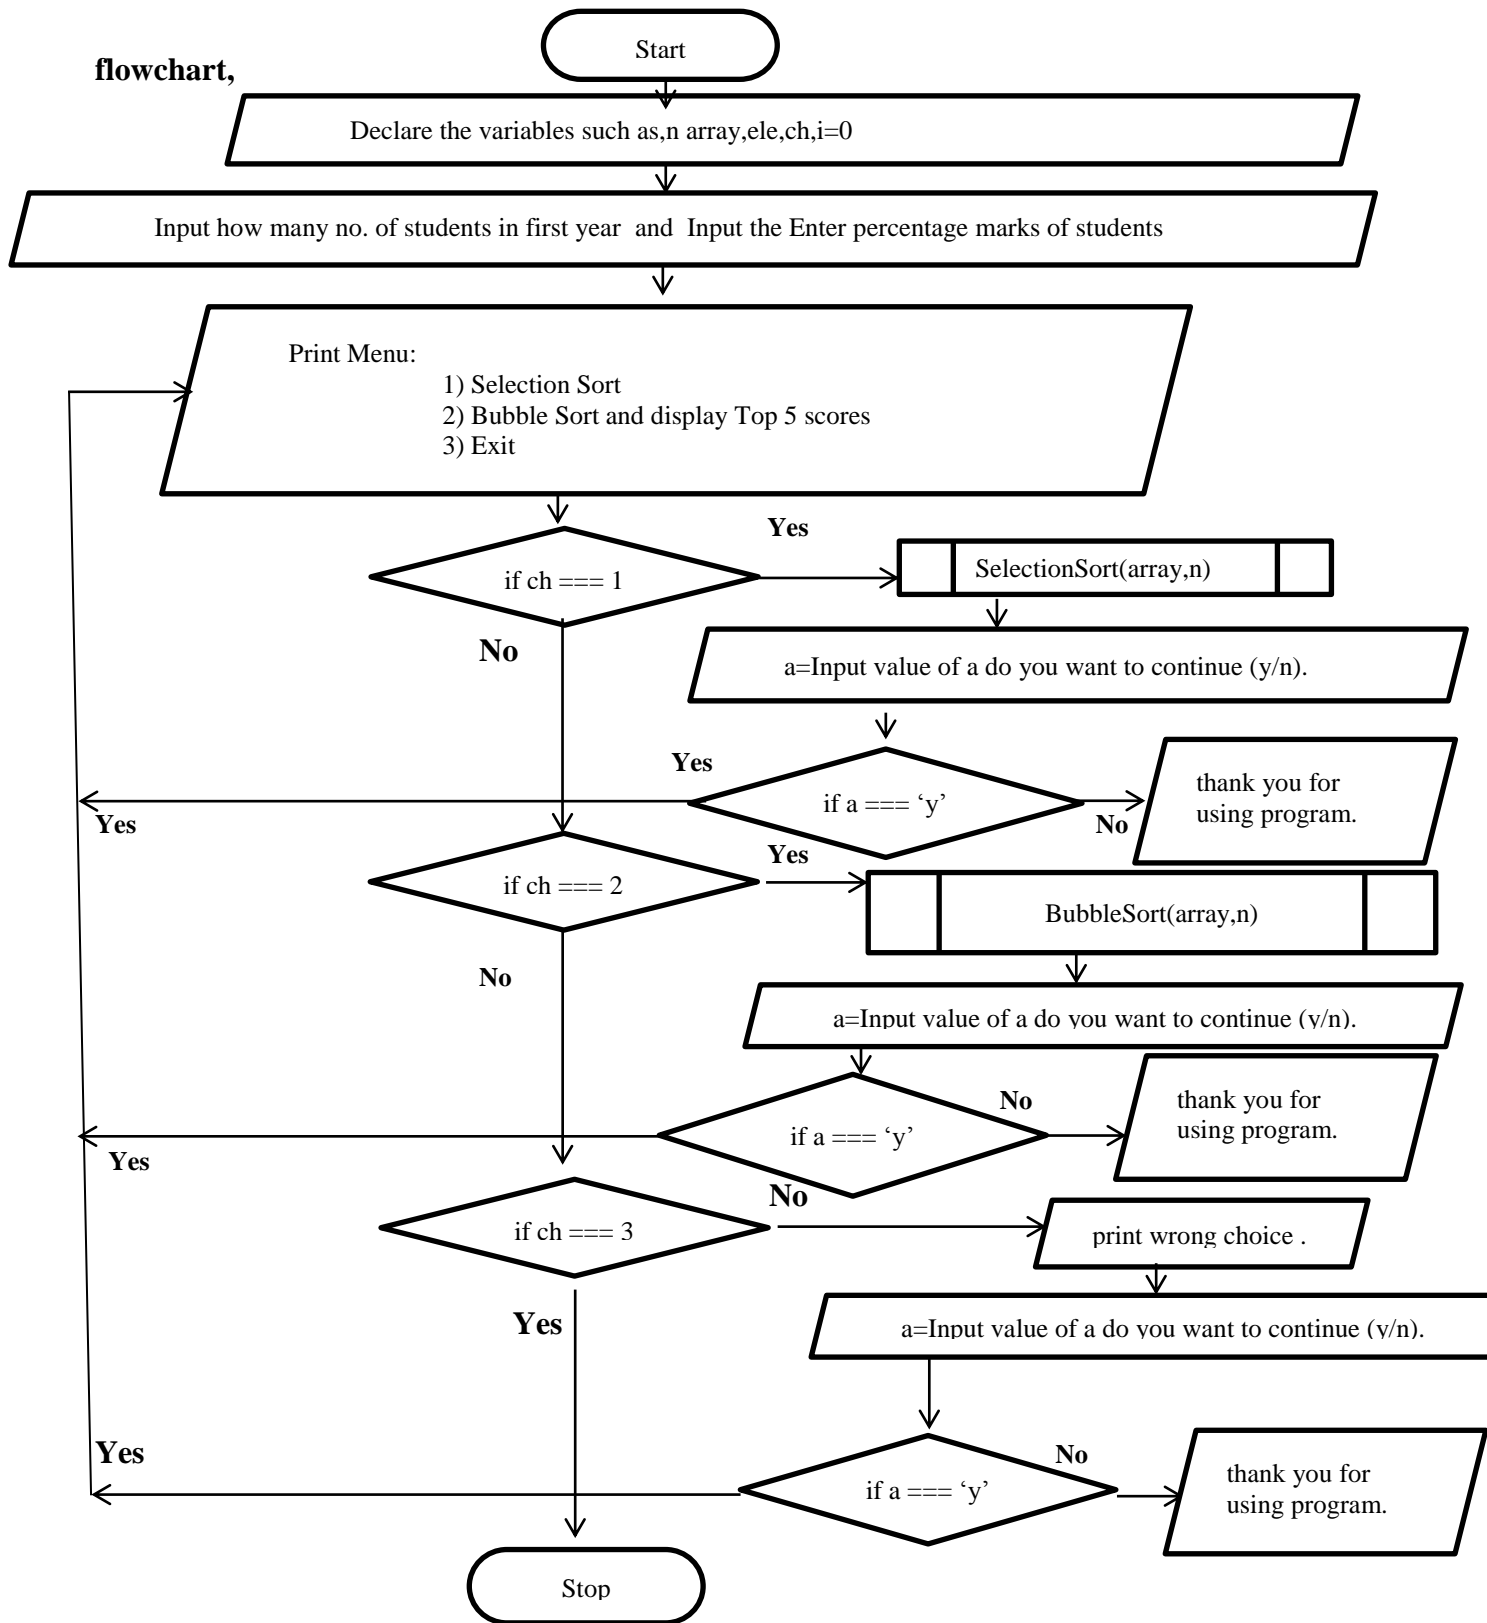 Start
flowchart,
Declare the variables such as,n array,ele,ch,i=0
Input how many no. of students in first year and Input the Enter percentage marks of students
Print Menu:
1) Selection Sort
2) Bubble Sort and display Top 5 scores
3) Exit
Yes
if ch === 1
SelectionSort(array,n)
No
a=Input value of a do you want to continue (y/n).
Yes
if a === ‘y’
thank you for
using program.
Yes
No
Yes
if ch === 2
BubbleSort(array,n)
No
a=Input value of a do you want to continue (y/n).
No
thank you for
using program.
if a === ‘y’
Yes
No
if ch === 3
print wrong choice .
Yes
a=Input value of a do you want to continue (y/n).
Yes
No
if a === ‘y’
thank you for
using program.
Stop